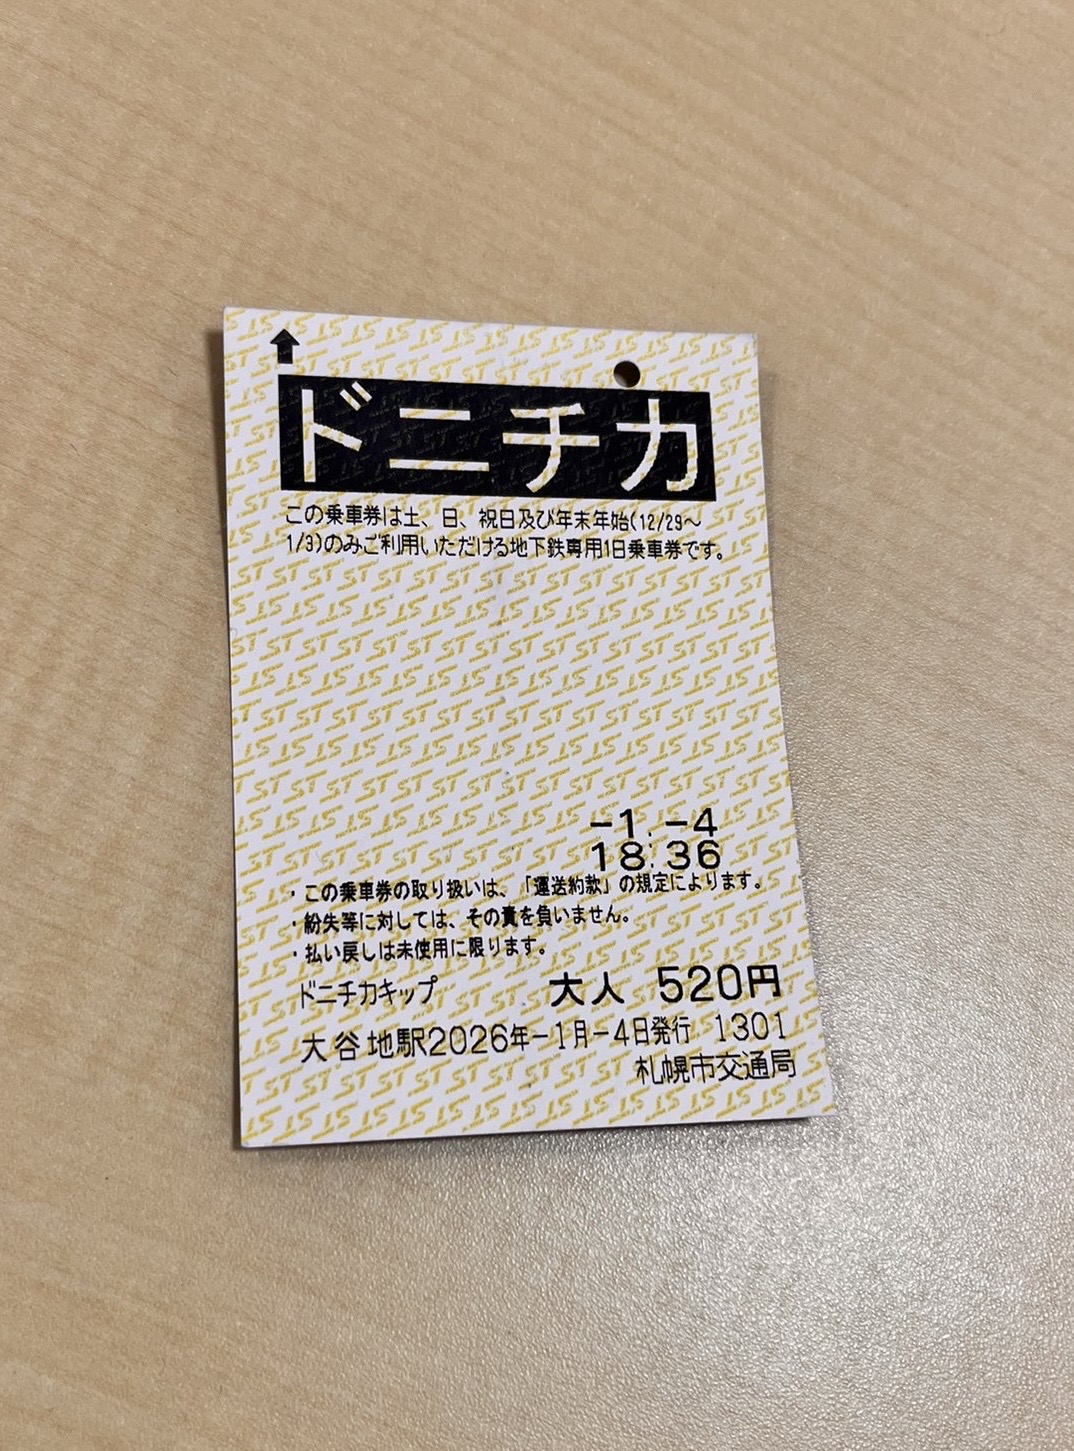 ドニチカ
この乗車券は土、日、祝日及び年末年始(12/29〜
1/3)のみご利用いただける地下鉄専用1日乗車券です。
-1.-4
18:36
・この乗車券の取り扱いは、「運送約款」の規定によります。
・紛失等に対しては、その責を負いません。
・払い戻しは未使用に限ります。
ドニチカキップ 大人 520円
大谷地駅2026年-1月-4日発行 1301
札幌市交通局